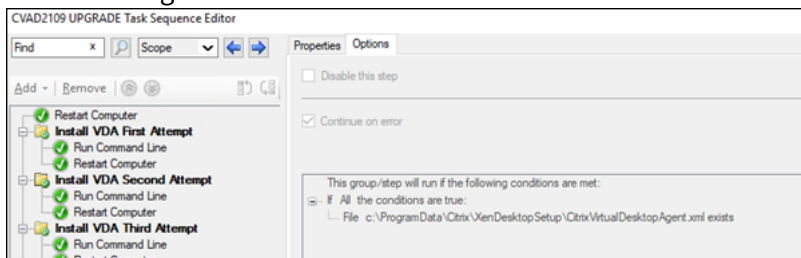 CVAD2109 UPGRADE Task Sequence Editor
Find x Scope
Properties Options
Add Remove
Disable this step
Continue on error
Restart Computer
Install VDA First Attempt
Run Command Line
Restart Computer
Install VDA Second Attempt
Run Command Line
Restart Computer
Install VDA Third Attempt
Run Command Line
This group/step will run if the following conditions are met:
If All the conditions are true:
File c:\ProgramData\Citrix\XenDesktopSetup\CitrixVirtualDesktopAgent.xml exists